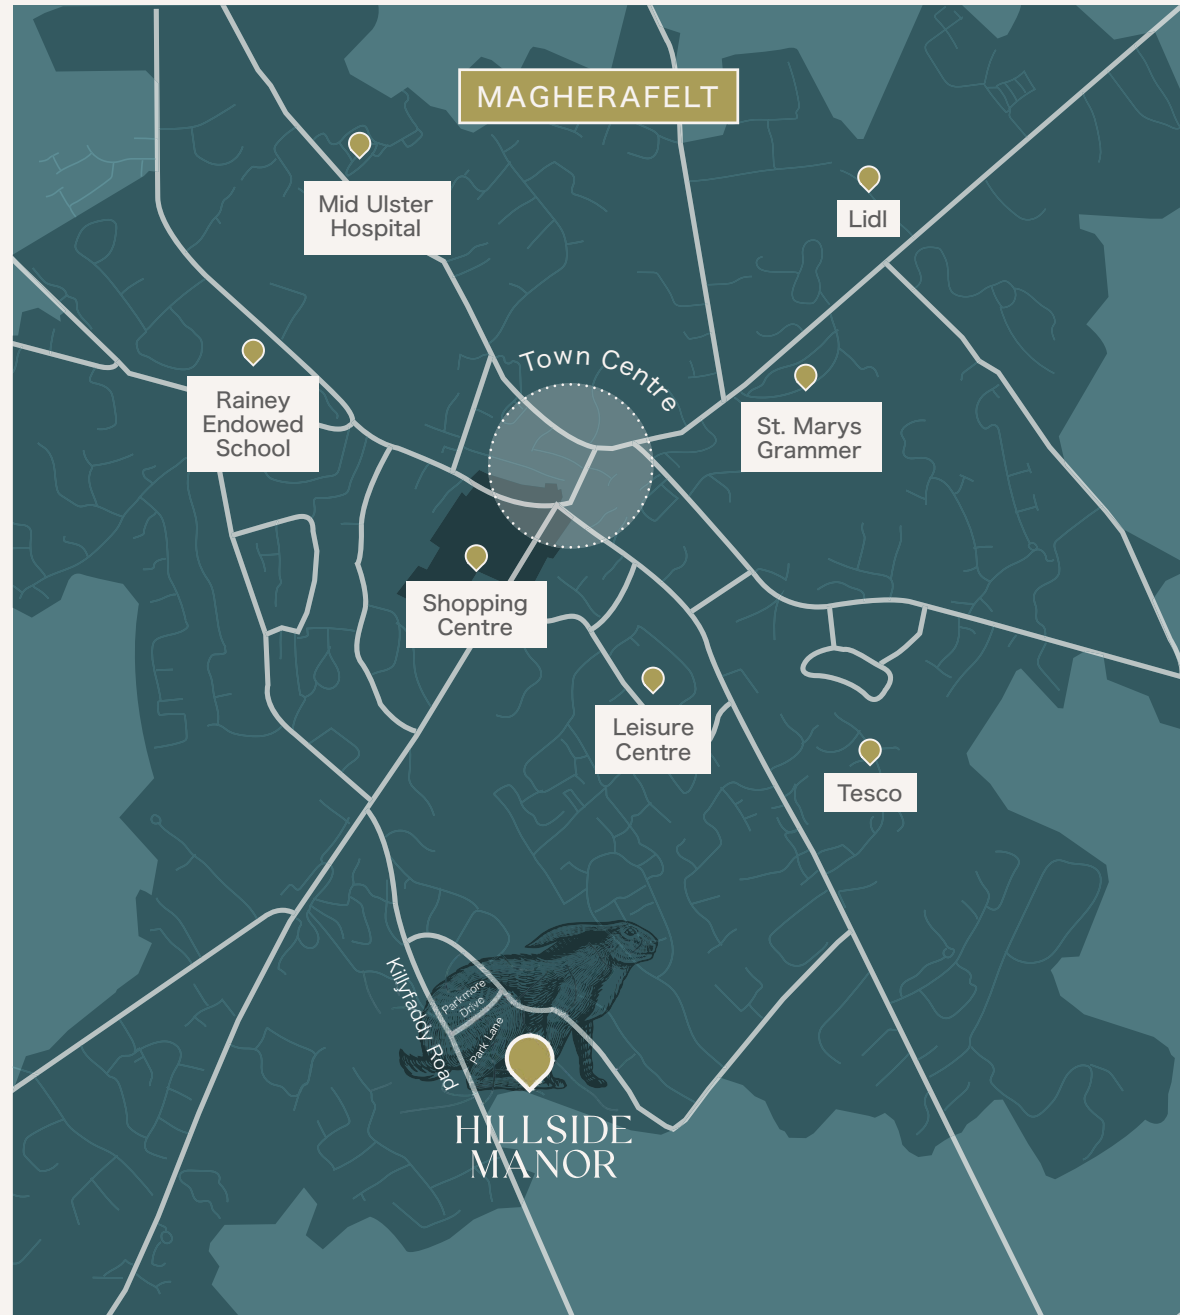 MAGHERAFELT
Mid Ulster
Hospital
Lidl
Town Centre
Rainey
Endowed
School
St. Marys
Grammer
Shopping
Centre
Leisure
Centre
Tesco
Killyfaddy Road
Parkmore
Drive
Park Lane
HILLSIDE
MANOR